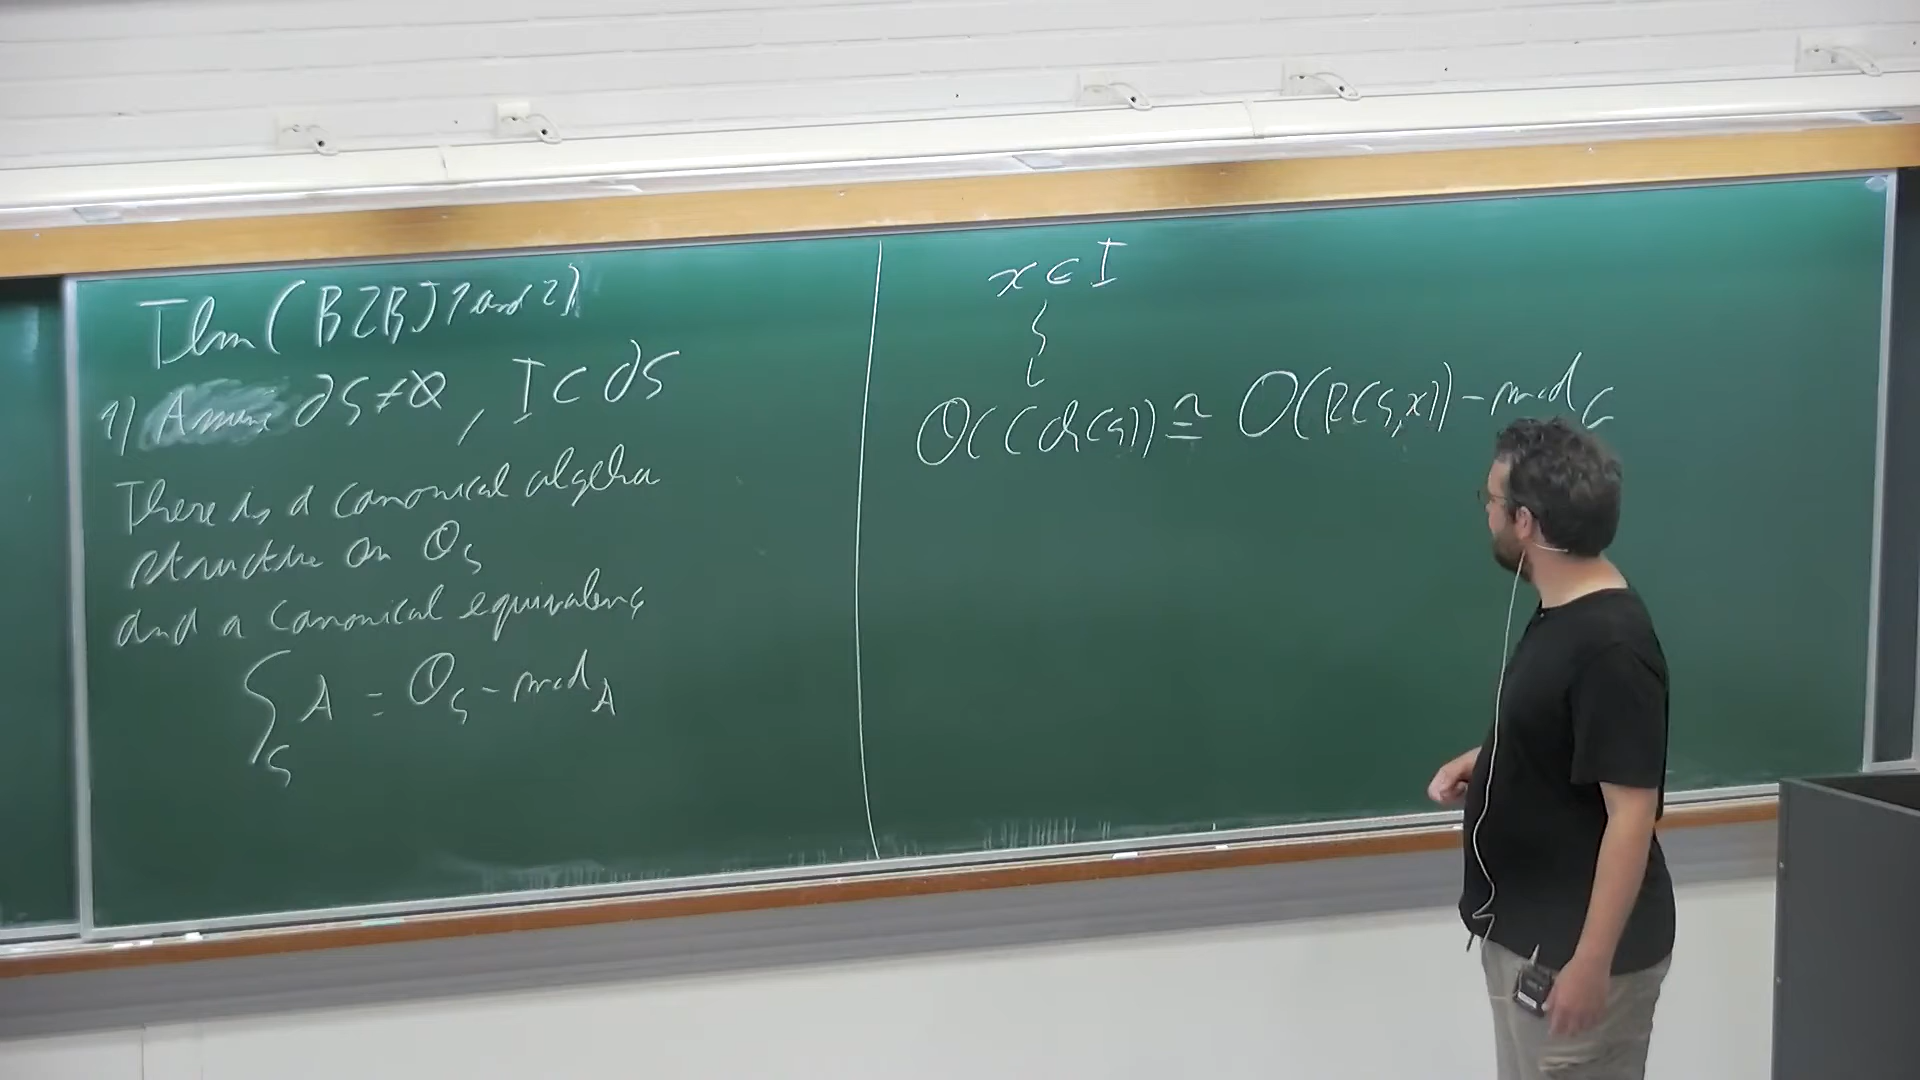 Thm (BZBJ 1 and 2)
1) Assume ∂S ≠ ∅, I ⊂ ∂S
There is a canonical algebra
structure on O_S
and a canonical equivalence
∫_S A = O_S - mod_A
x ∈ I
O(Ch(S)) ≅ O(R(S,x)) - mod_G